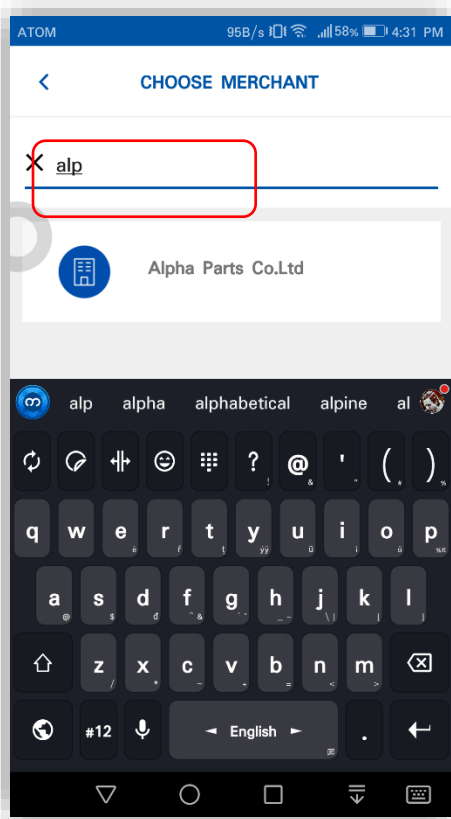 ATOM 95B/s 58% 4:31 PM
CHOOSE MERCHANT
alp
Alpha Parts Co.Ltd
alp alpha alphabetical alpine al
? ! @ & ' " ( # ) %
q w e r t y u i o p
a s d f g h j k l
z x c v b n m
#12 ◄ English ► .